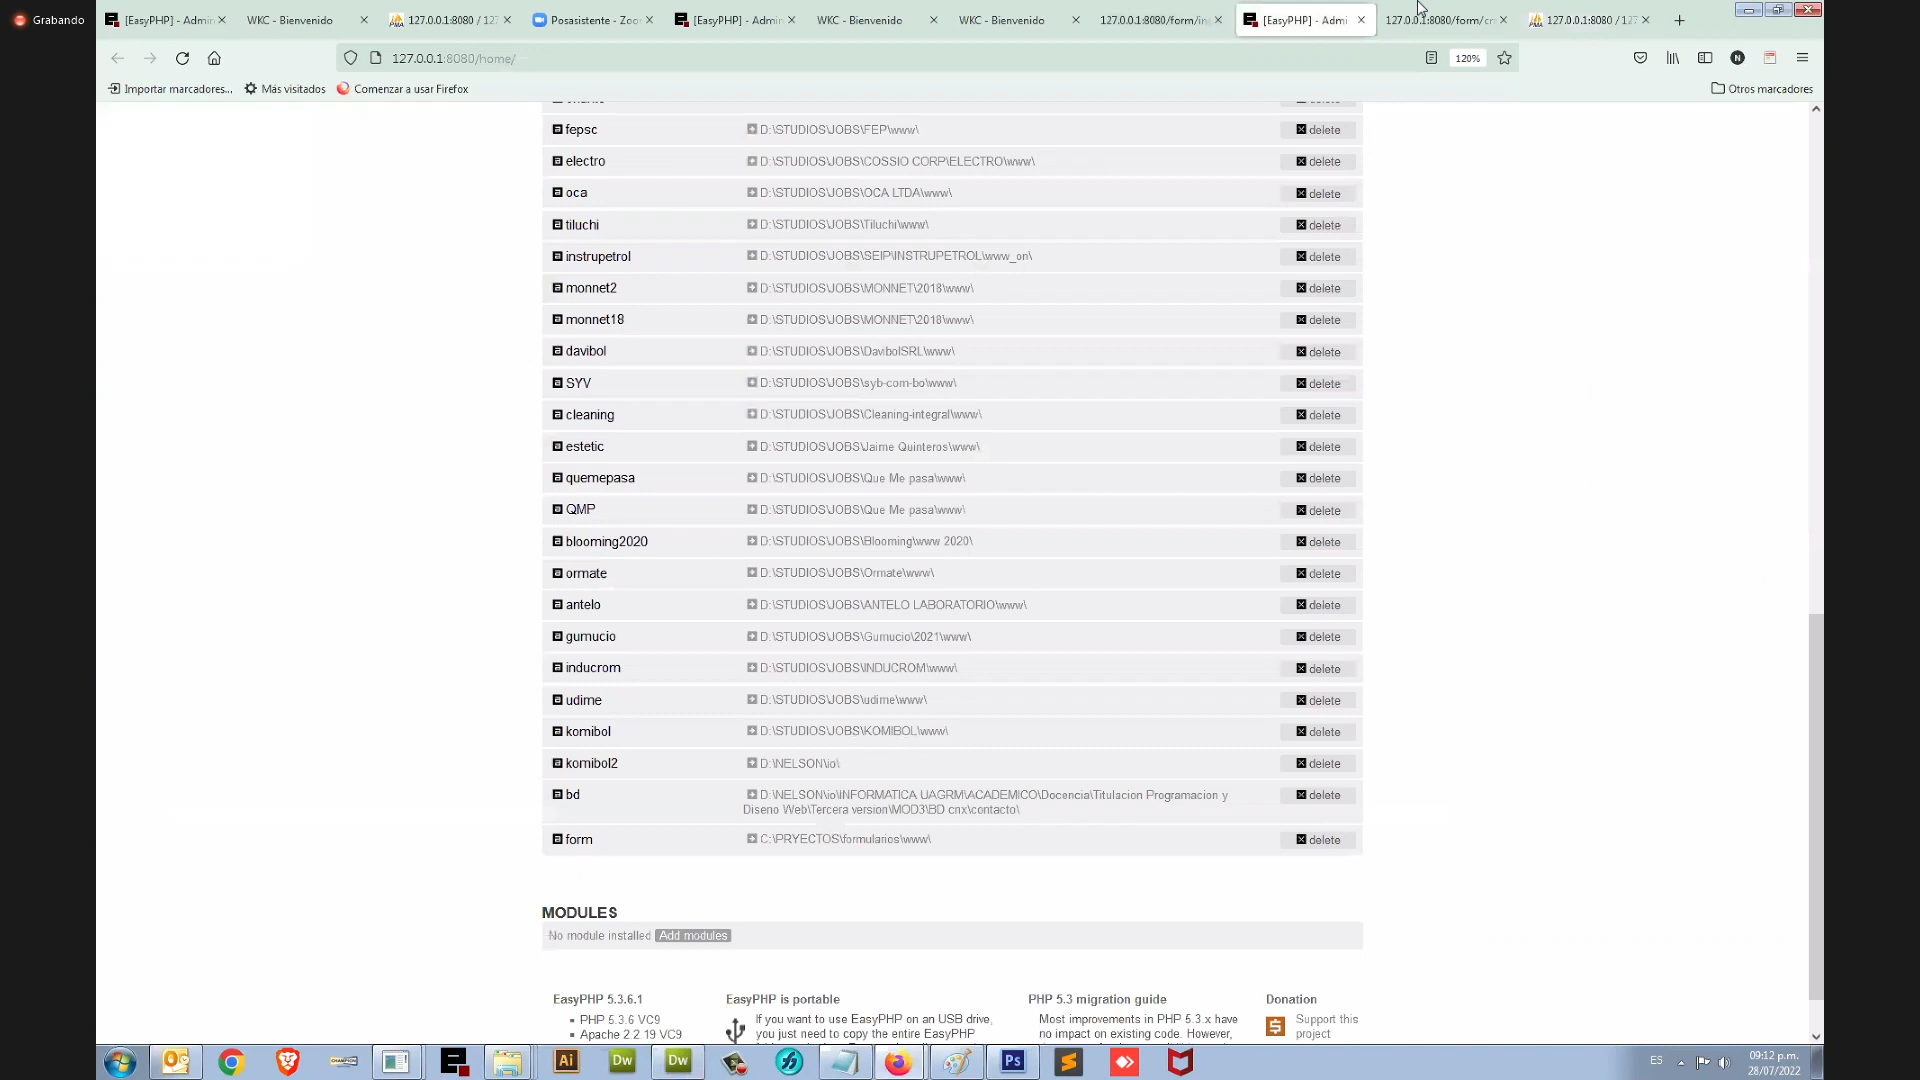 Grabando
[EasyPHP] - Admin
WKC - Bienvenido
127.0.0.1:8080 / 127
Posasistente - Zoo
[EasyPHP] - Admin
WKC - Bienvenido
WKC - Bienvenido
127.0.0.1:8080/form/in
[EasyPHP] - Admi
127.0.0.1:8080/form/c
127.0.0.1:8080 / 127
127.0.0.1:8080/home/
120%
Importar marcadores...
Más visitados
Comenzar a usar Firefox
Otros marcadores
fepsc D:\STUDIOS\JOBS\FEP\www\ delete
electro D:\STUDIOS\JOBS\COSSIO CORP\ELECTRO\www\ delete
oca D:\STUDIOS\JOBS\OCA LTDA\www\ delete
tiluchi D:\STUDIOS\JOBS\Tiluchi\www\ delete
instrupetrol D:\STUDIOS\JOBS\SEIP\INSTRUPETROL\www_on\ delete
monnet2 D:\STUDIOS\JOBS\MONNET\2018\www\ delete
monnet18 D:\STUDIOS\JOBS\MONNET\2018\www\ delete
davibol D:\STUDIOS\JOBS\DavibolSRL\www\ delete
SYV D:\STUDIOS\JOBS\syb-com-bo\www\ delete
cleaning D:\STUDIOS\JOBS\Cleaning-integral\www\ delete
estetic D:\STUDIOS\JOBS\Jaime Quinteros\www\ delete
quemepasa D:\STUDIOS\JOBS\Que Me pasa\www\ delete
QMP D:\STUDIOS\JOBS\Que Me pasa\www\ delete
blooming2020 D:\STUDIOS\JOBS\Blooming\www 2020\ delete
ormate D:\STUDIOS\JOBS\Ormate\www\ delete
antelo D:\STUDIOS\JOBS\ANTELO LABORATORIO\www\ delete
gumucio D:\STUDIOS\JOBS\Gumucio\2021\www\ delete
inducrom D:\STUDIOS\JOBS\INDUCROM\www\ delete
udime D:\STUDIOS\JOBS\udime\www\ delete
komibol D:\STUDIOS\JOBS\KOMIBOL\www\ delete
komibol2 D:\NELSON\io\ delete
bd D:\NELSON\io\INFORMATICA UAGRM\ACADEMICO\Docencia\Titulacion Programacion y delete
Diseno Web\Tercera version\MOD3\BD cnx\contacto\
form C:\PRYECTOS\formularios\www\ delete
MODULES
No module installed Add modules
EasyPHP 5.3.6.1
PHP 5.3.6 VC9
Apache 2.2.19 VC9
EasyPHP is portable
If you want to use EasyPHP on an USB drive,
you just need to copy the entire EasyPHP
PHP 5.3 migration guide
Most improvements in PHP 5.3.x have
no impact on existing code. However,
Donation
Support this
project
Ai Dw Dw Ps
ES
09:12 p.m.
28/07/2022